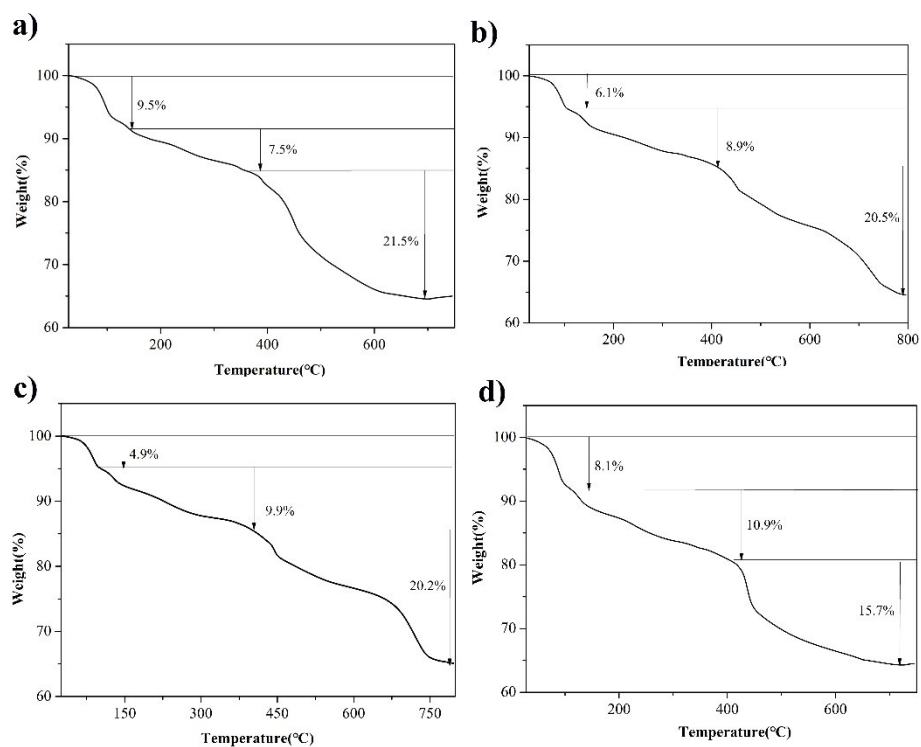 a)
100
90
80
70
60
Weight(%)
9.5%
7.5%
21.5%
200 400 600
Temperature(°C)
b)
100
90
80
70
60
Weight(%)
6.1%
8.9%
20.5%
200 400 600 800
Temperature(°C)
c)
100
90
80
70
60
Weight(%)
4.9%
9.9%
20.2%
150 300 450 600 750
Temperature(°C)
d)
100
90
80
70
60
Weight(%)
8.1%
10.9%
15.7%
200 400 600
Temperature(°C)